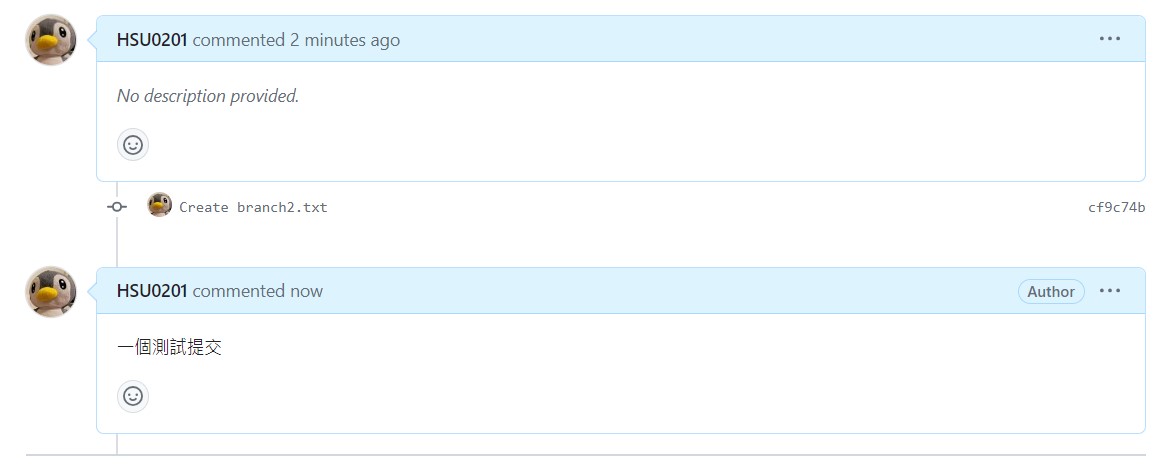 HSU0201 commented 2 minutes ago
No description provided.
Create branch2.txt cf9c74b
HSU0201 commented now Author
一個測試提交